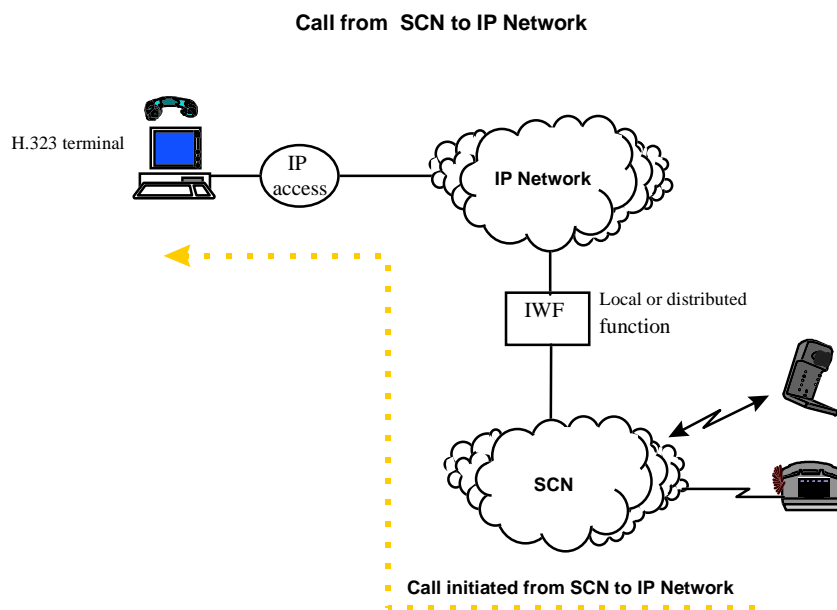 Call from SCN to IP Network
H.323 terminal
IP
access
IP Network
IWF
Local or distributed
function
SCN
Call initiated from SCN to IP Network